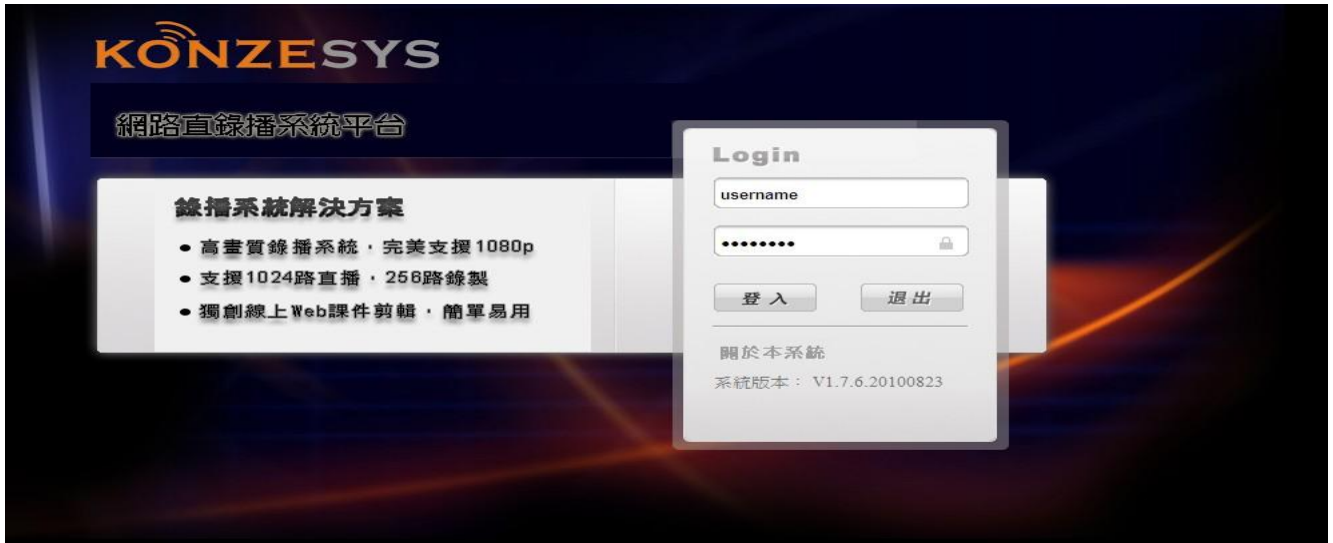 KONZESYS
網路直錄播系統平台
錄播系統解決方案
● 高畫質錄播系統，完美支援1080p
● 支援1024路直播，256路錄製
● 獨創線上Web課件剪輯，簡單易用
Login
username
••••••••
登入 退出
關於本系統
系統版本： V1.7.6.20100823